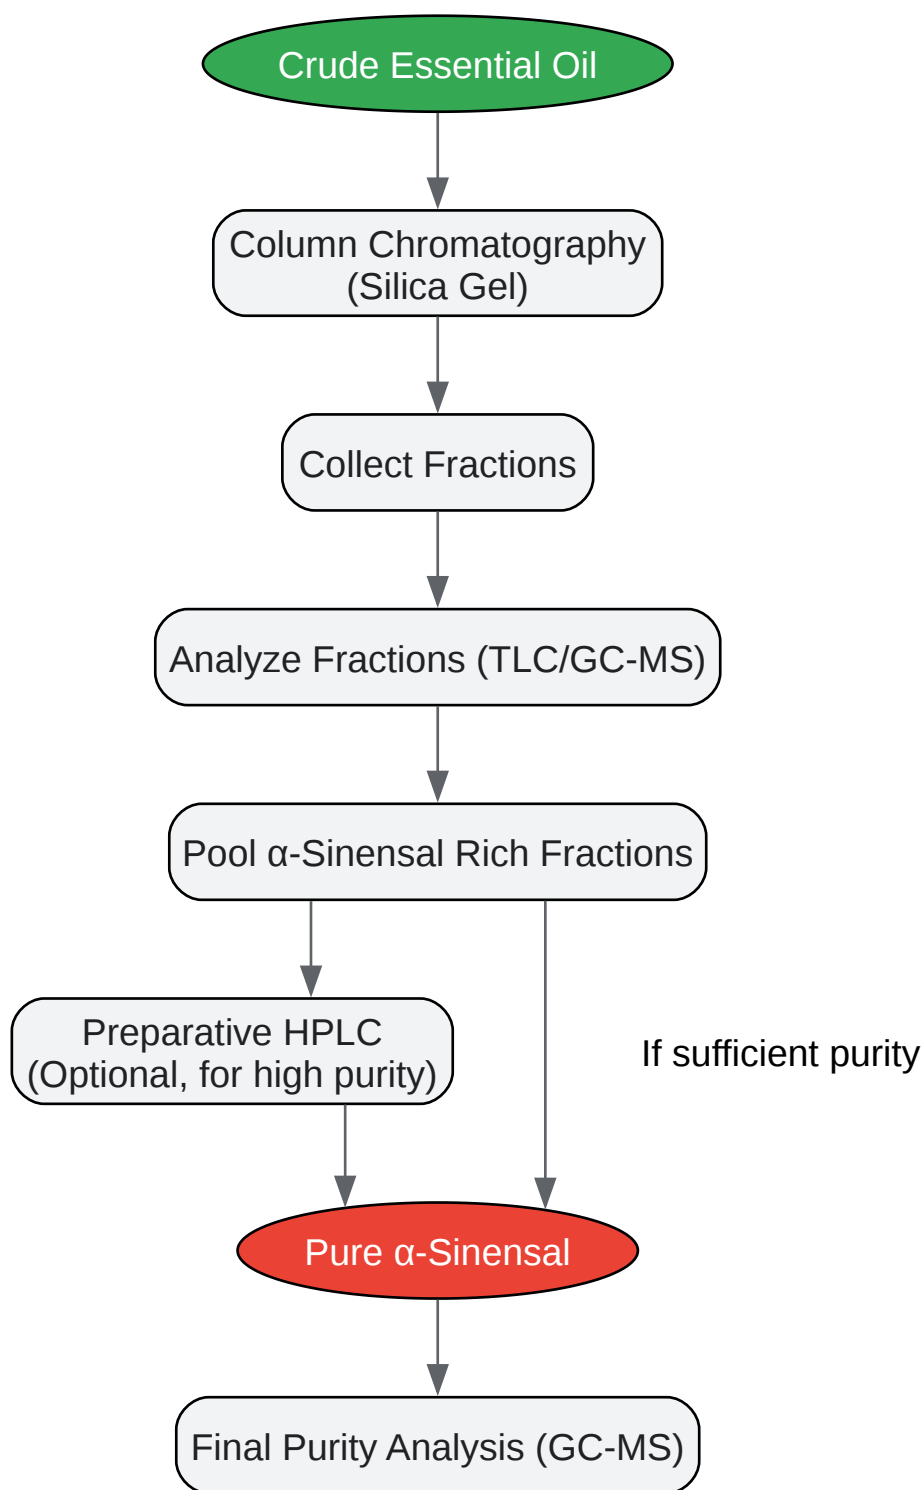 Crude Essential Oil
Column Chromatography
(Silica Gel)
Collect Fractions
Analyze Fractions (TLC/GC-MS)
Pool α-Sinensal Rich Fractions
Preparative HPLC
(Optional, for high purity)
If sufficient purity
Pure α-Sinensal
Final Purity Analysis (GC-MS)